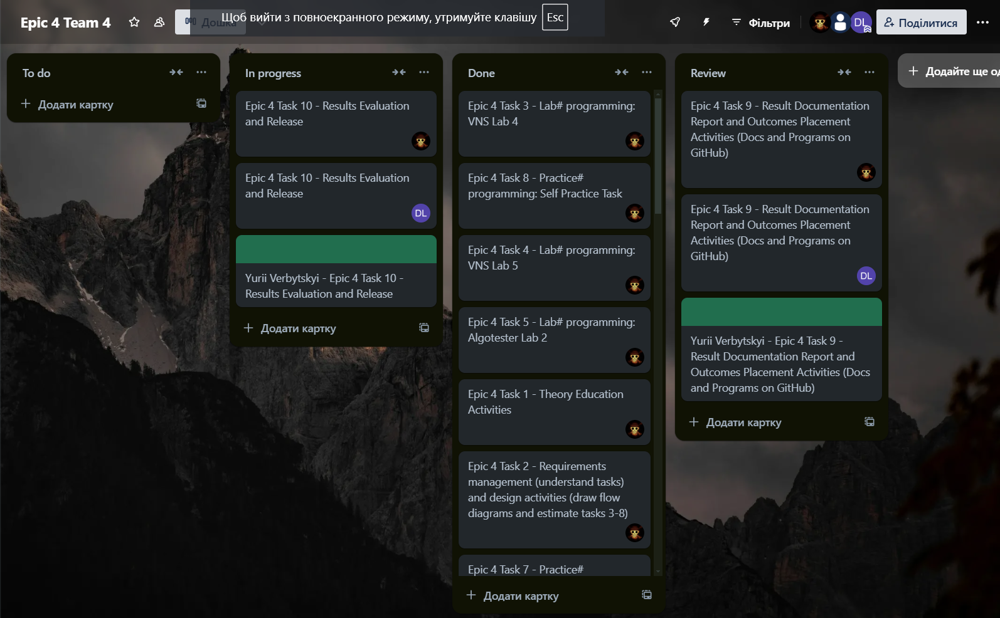 Epic 4 Team 4
Дошка
Щоб вийти з повноекранного режиму, утримуйте клавішу Esc
Фільтри
DL
Поділитися
To do
Додати картку
In progress
Epic 4 Task 10 - Results Evaluation
and Release
Epic 4 Task 10 - Results Evaluation
and Release
DL
Yurii Verbytskyi - Epic 4 Task 10 -
Results Evaluation and Release
Додати картку
Done
Epic 4 Task 3 - Lab# programming:
VNS Lab 4
Epic 4 Task 8 - Practice#
programming: Self Practice Task
Epic 4 Task 4 - Lab# programming:
VNS Lab 5
Epic 4 Task 5 - Lab# programming:
Algotester Lab 2
Epic 4 Task 1 - Theory Education
Activities
Epic 4 Task 2 - Requirements
management (understand tasks)
and design activities (draw flow
diagrams and estimate tasks 3-8)
Epic 4 Task 7 - Practice#
Додати картку
Review
Epic 4 Task 9 - Result Documentation
Report and Outcomes Placement
Activities (Docs and Programs on
GitHub)
Epic 4 Task 9 - Result Documentation
Report and Outcomes Placement
Activities (Docs and Programs on
GitHub)
DL
Yurii Verbytskyi - Epic 4 Task 9 -
Result Documentation Report and
Outcomes Placement Activities (Docs
and Programs on GitHub)
Додати картку
Додайте ще